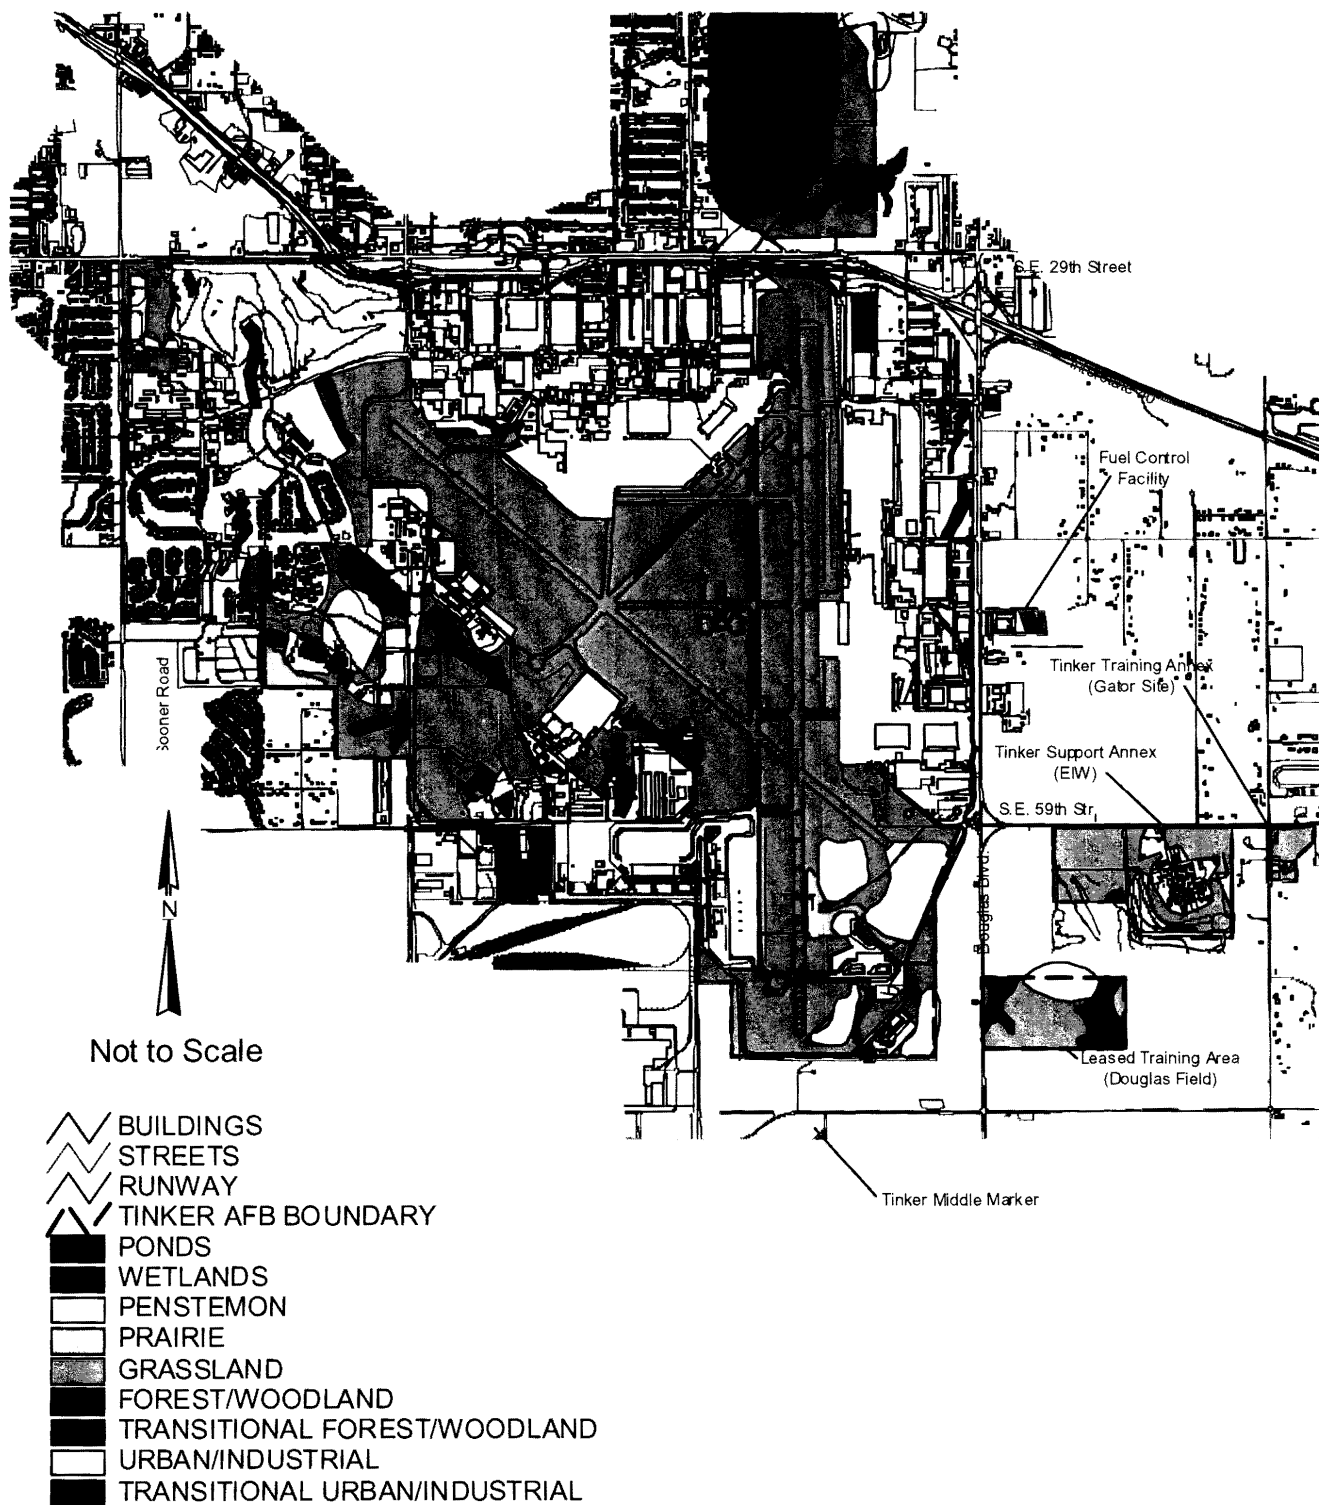 S.E. 29th Street
Fuel Control
Facility
Tinker Training Annex
(Gator Site)
Sooner Road
Tinker Support Annex
(EIW)
S.E. 59th Str
Douglas Blvd.
N
Not to Scale
Leased Training Area
(Douglas Field)
Tinker Middle Marker
BUILDINGS
STREETS
RUNWAY
TINKER AFB BOUNDARY
PONDS
WETLANDS
PENSTEMON
PRAIRIE
GRASSLAND
FOREST/WOODLAND
TRANSITIONAL FOREST/WOODLAND
URBAN/INDUSTRIAL
TRANSITIONAL URBAN/INDUSTRIAL